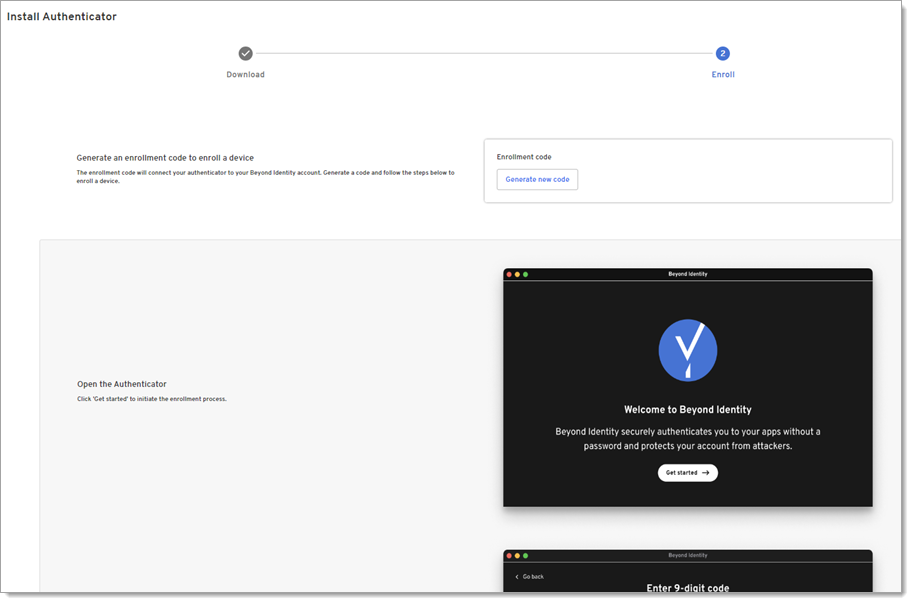 Install Authenticator
2
Download
Enroll
Generate an enrollment code to enroll a device
The enrollment code will connect your authenticator to your Beyond Identity account. Generate a code and follow the steps below to
enroll a device.
Enrollment code
Generate new code
Beyond Identity
Welcome to Beyond Identity
Beyond Identity securely authenticates you to your apps without a
password and protects your account from attackers.
Get started
Open the Authenticator
Click 'Get started' to initiate the enrollment process.
Beyond Identity
Go back
Enter 9-digit code